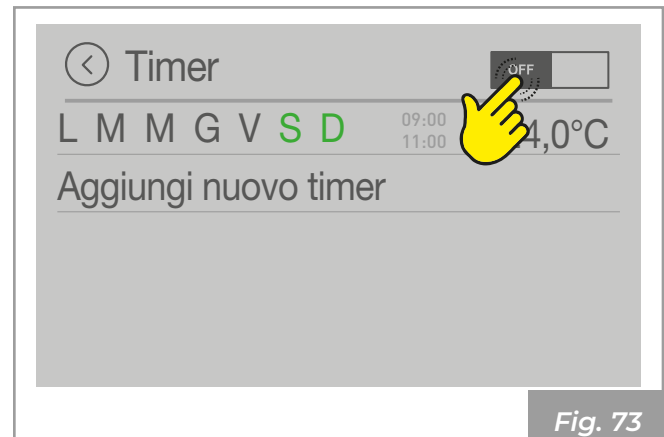 Timer
OFF
L M M G V S D
09:00
11:00
4,0°C
Aggiungi nuovo timer
Fig. 73